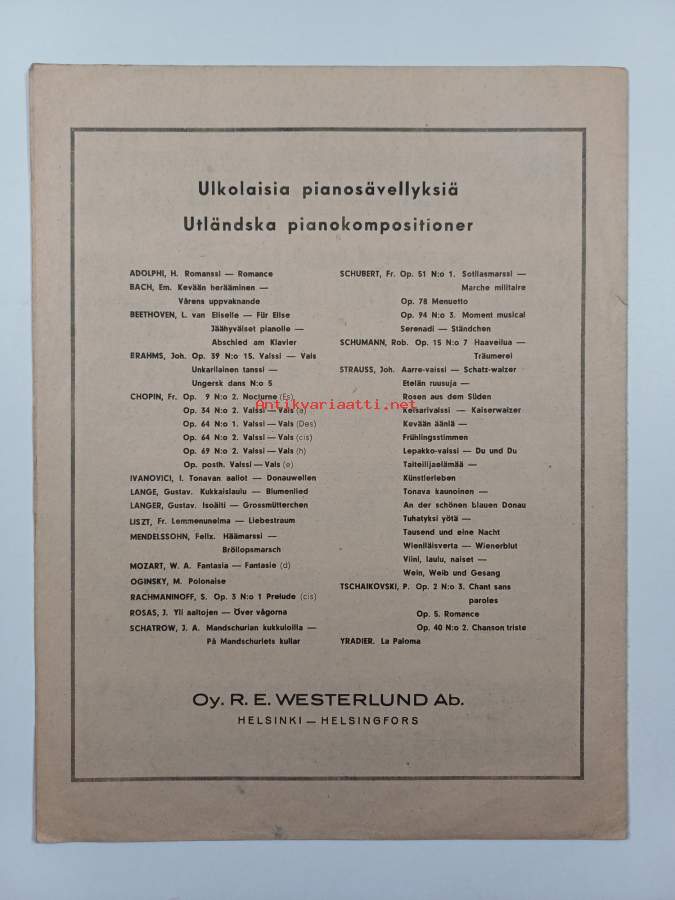 Ulkolaisia pianosävellyksiä
Utländska pianokompositioner
ADOLPHI, H. Romanssi — Romance
BACH, Em. Kevään herääminen —
Vårens uppvaknande
BEETHOVEN, L. van Eliselle — Für Elise
Jäähyväiset pianolle —
Abschied am Klavier
BRAHMS, Joh. Op. 39 N:o 15. Valssi — Vals
Unkarilainen tanssi —
Ungersk dans N:o 5
CHOPIN, Fr. Op. 9 N:o 2. Nocturne (Es)
Op. 34 N:o 2. Valssi — Vals (a)
Op. 64 N:o 1. Valssi — Vals (Des)
Op. 64 N:o 2. Valssi — Vals (cis)
Op. 69 N:o 2. Valssi — Vals (h)
Op. posth. Valssi — Vals (e)
IVANOVICI, I. Tonavan aallot — Donauwellen
LANGE, Gustav. Kukkaislaulu — Blumenlied
LANGER, Gustav. Isoäiti — Grossmütterchen
LISZT, Fr. Lemmenunelma — Liebestraum
MENDELSSOHN, Felix. Häämarssi —
Bröllopsmarsch
MOZART, W. A. Fantasia — Fantasie (d)
OGINSKY, M. Polonaise
RACHMANINOFF, S. Op. 3 N:o 1 Prelude (cis)
ROSAS, J. Yli aaltojen — Över vågorna
SCHATROW, J. A. Mandschurian kukkuloilla —
På Mandschuriets kullar
SCHUBERT, Fr. Op. 51 N:o 1. Sotilasmarssi —
Marche militaire
Op. 78 Menuetto
Op. 94 N:o 3. Moment musical
Serenadi — Ständchen
SCHUMANN, Rob. Op. 15 N:o 7 Haaveilua —
Träumerei
STRAUSS, Joh. Aarre-valssi — Schatz-walzer
Etelän ruusuja —
Rosen aus dem Süden
Keisarivalssi — Kaiserwalzer
Kevään ääniä —
Frühlingsstimmen
Lepakko-valssi — Du und Du
Taiteilijaelämää —
Künstlerleben
Tonava kaunoinen —
An der schönen blauen Donau
Tuhatyksi yötä —
Tausend und eine Nacht
Wieniläisverta — Wienerblut
Viini, laulu, naiset —
Wein, Weib und Gesang
TSCHAIKOVSKI, P. Op. 2 N:o 3. Chant sans
paroles
Op. 5. Romance
Op. 40 N:o 2. Chanson triste
YRADIER. La Paloma
Antikvariaatti.net
Oy. R. E. WESTERLUND Ab.
HELSINKI — HELSINGFORS